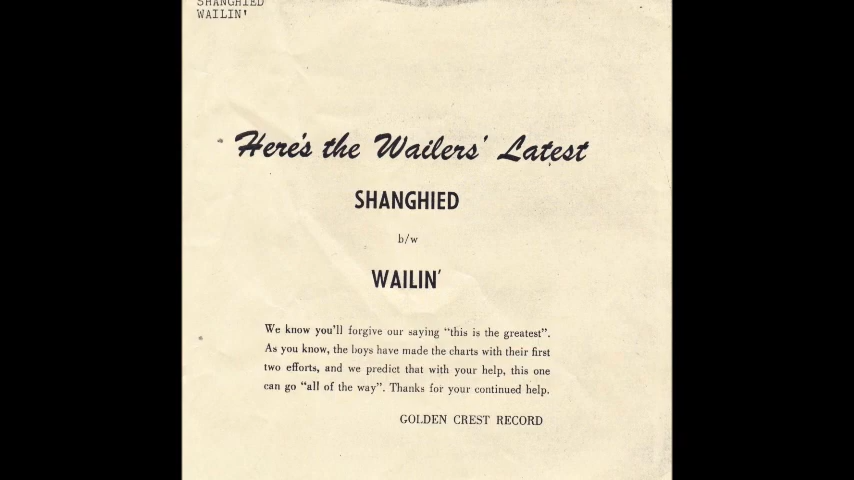 SHANGHIED
WAILIN'
Here's the Wailers' Latest
SHANGHIED
b/w
WAILIN'
We know you'll forgive our saying "this is the greatest".
As you know, the boys have made the charts with their first
two efforts, and we predict that with your help, this one
can go "all of the way". Thanks for your continued help.
GOLDEN CREST RECORD